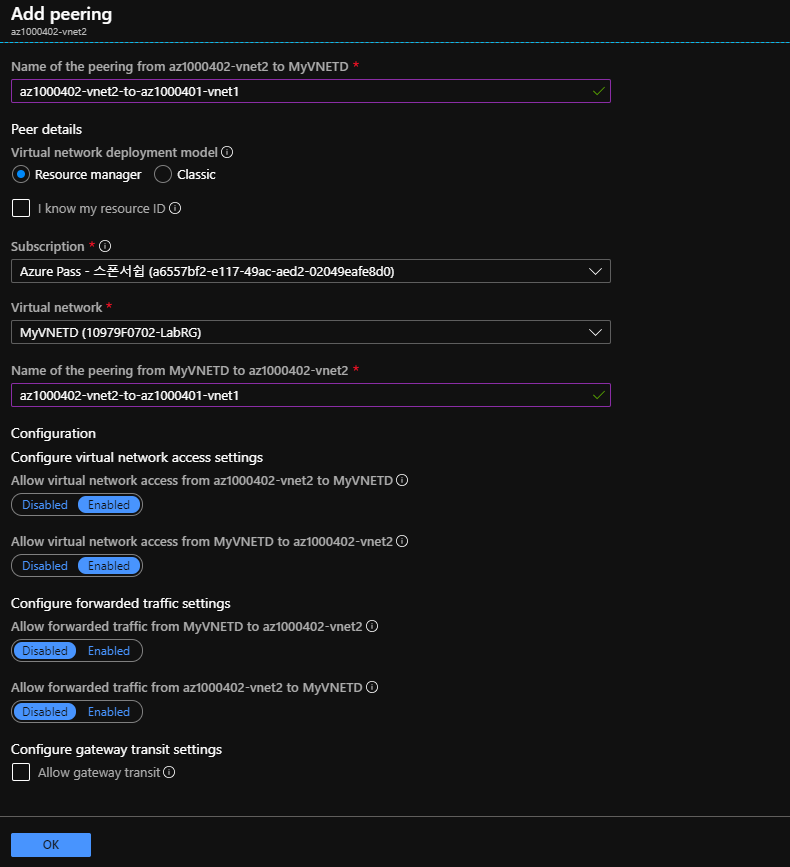 Add peering
az1000402-vnet2
Name of the peering from az1000402-vnet2 to MyVNETD *
az1000402-vnet2-to-az1000401-vnet1
Peer details
Virtual network deployment model
Resource manager Classic
I know my resource ID
Subscription *
Azure Pass - 스폰서쉽 (a6557bf2-e117-49ac-aed2-02049eafe8d0)
Virtual network *
MyVNETD (10979F0702-LabRG)
Name of the peering from MyVNETD to az1000402-vnet2 *
az1000402-vnet2-to-az1000401-vnet1
Configuration
Configure virtual network access settings
Allow virtual network access from az1000402-vnet2 to MyVNETD
Disabled Enabled
Allow virtual network access from MyVNETD to az1000402-vnet2
Disabled Enabled
Configure forwarded traffic settings
Allow forwarded traffic from MyVNETD to az1000402-vnet2
Disabled Enabled
Allow forwarded traffic from az1000402-vnet2 to MyVNETD
Disabled Enabled
Configure gateway transit settings
Allow gateway transit
OK